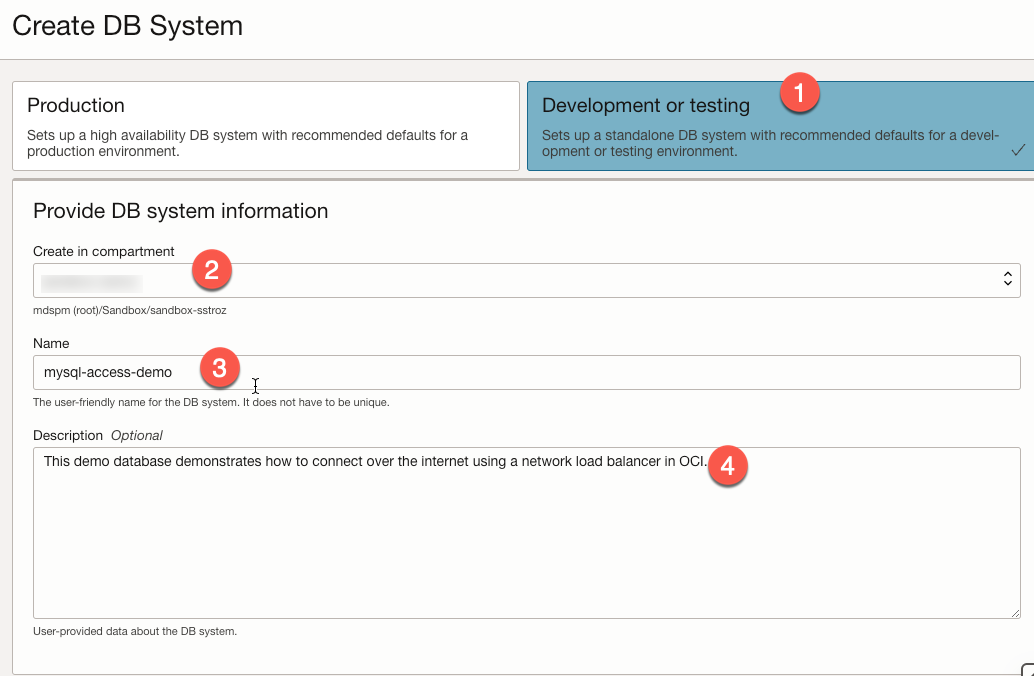 Create DB System
Production
Sets up a high availability DB system with recommended defaults for a
production environment.
1
Development or testing
Sets up a standalone DB system with recommended defaults for a devel-
opment or testing environment.
Provide DB system information
Create in compartment
2
mdspm (root)/Sandbox/sandbox-sstroz
Name
mysql-access-demo
3
The user-friendly name for the DB system. It does not have to be unique.
Description Optional
This demo database demonstrates how to connect over the internet using a network load balancer in OCI.
4
User-provided data about the DB system.